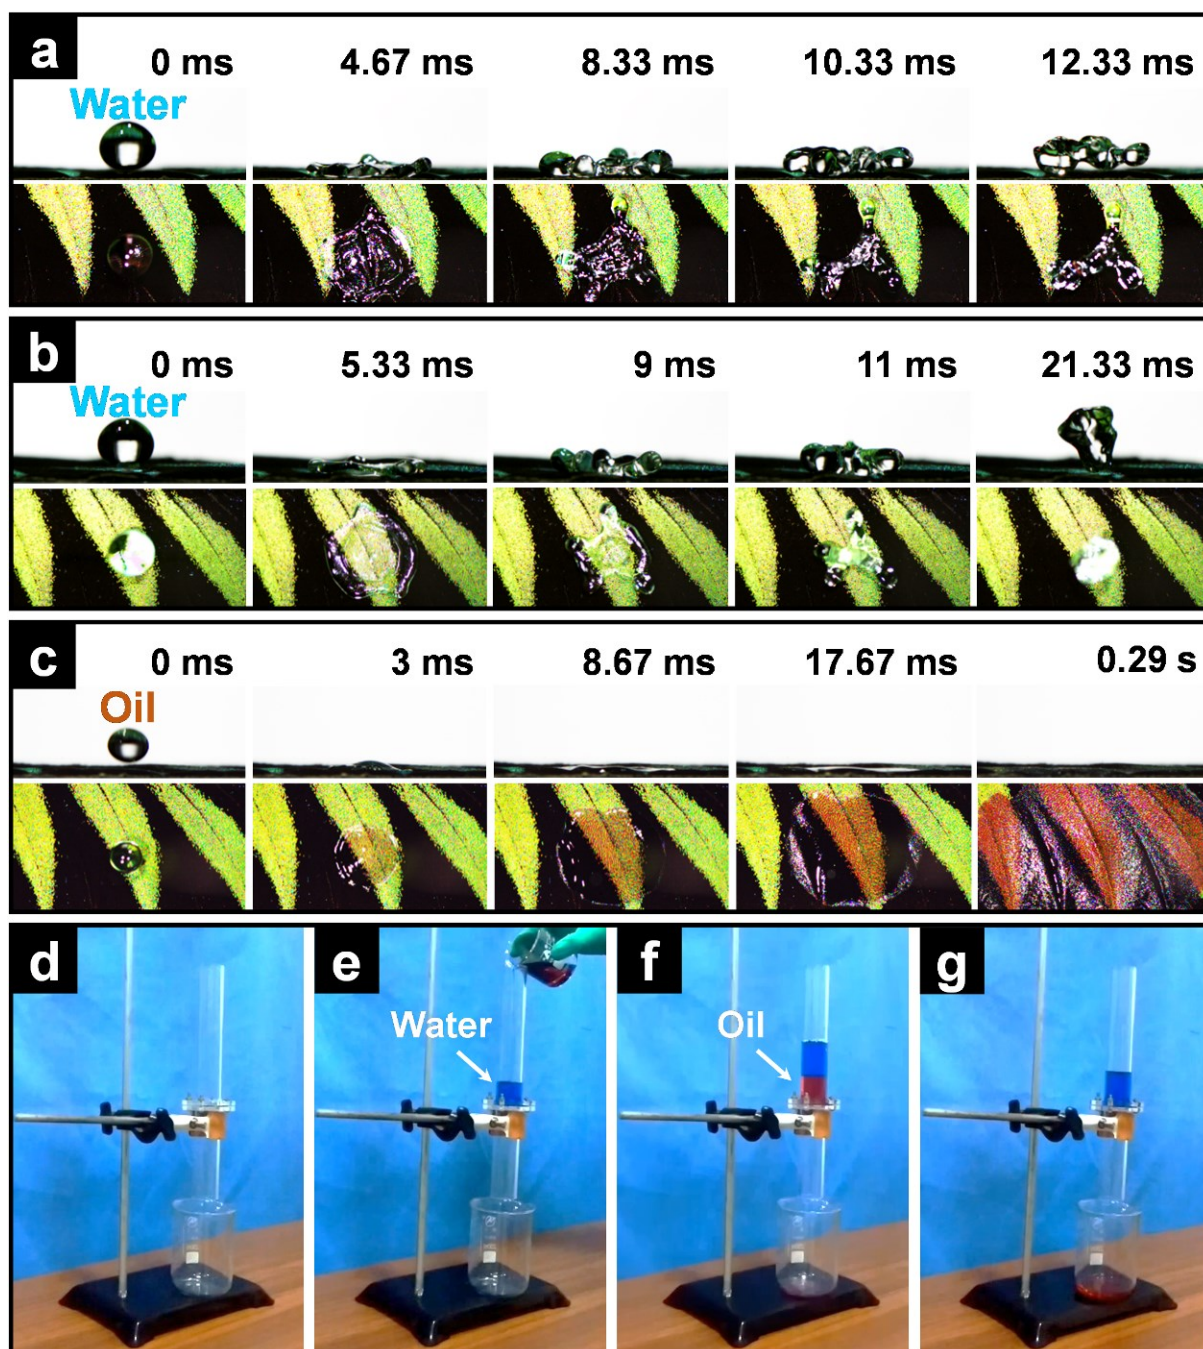 a
0 ms
4.67 ms
8.33 ms
10.33 ms
12.33 ms
Water
b
0 ms
5.33 ms
9 ms
11 ms
21.33 ms
Water
c
0 ms
3 ms
8.67 ms
17.67 ms
0.29 s
Oil
d
e
f
g
Water
Oil